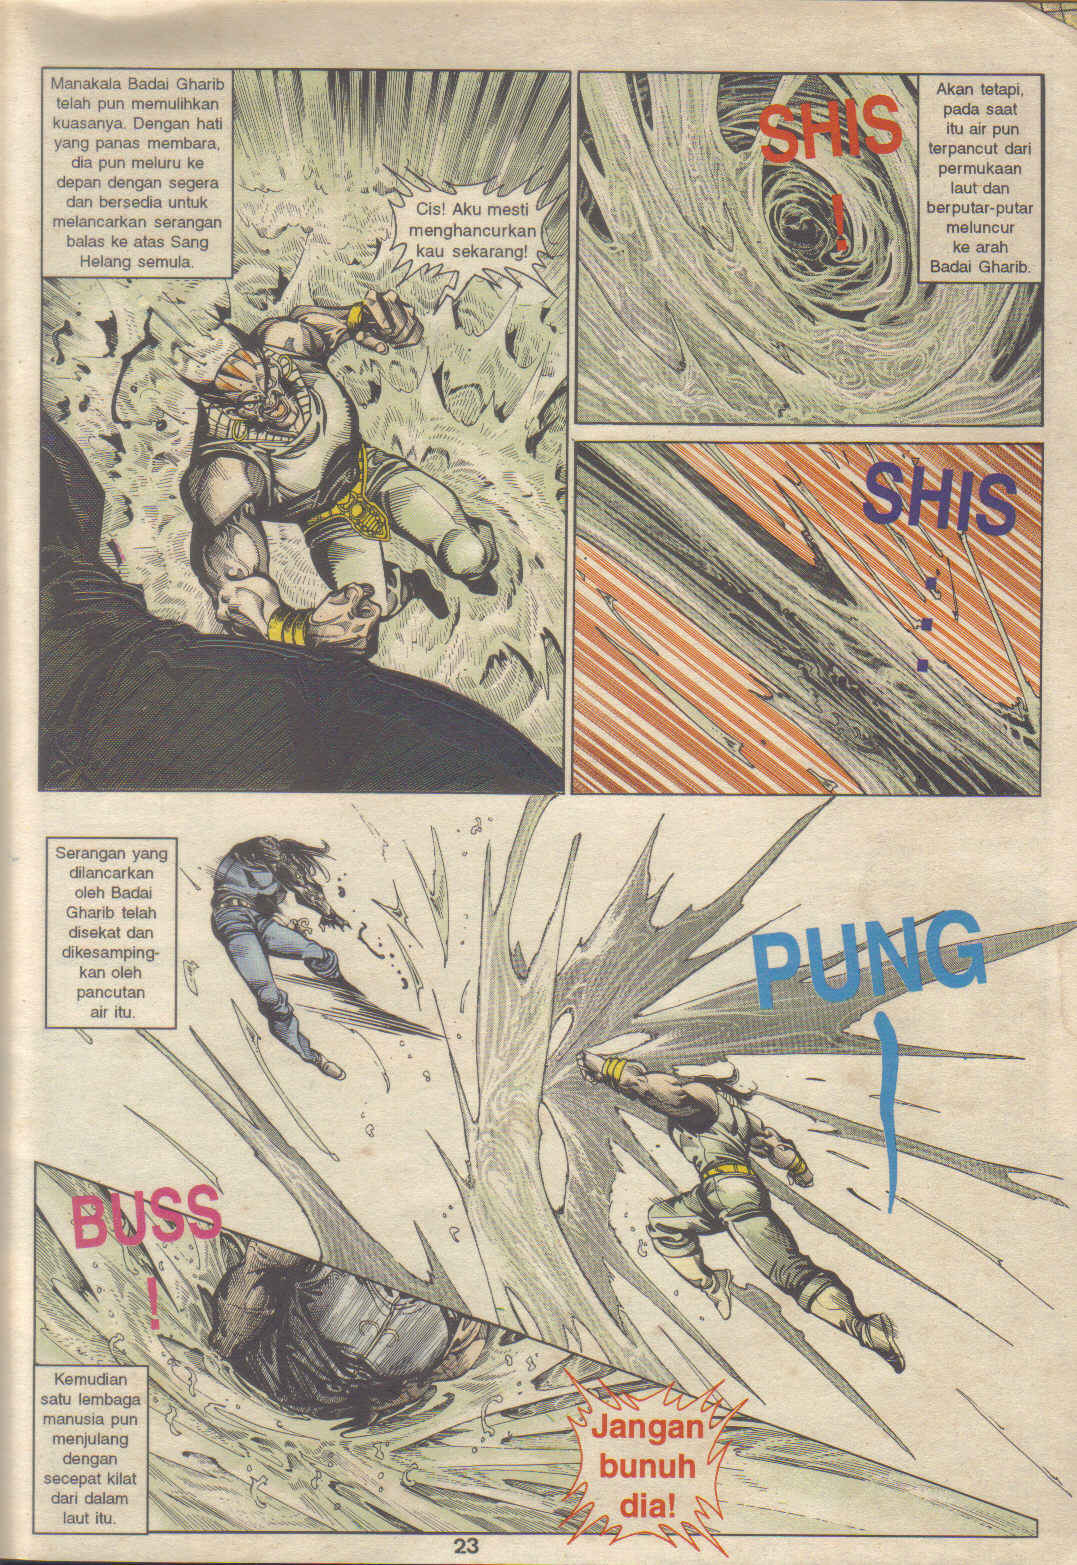 Manakala Badai Gharib
telah pun memulihkan
kuasanya. Dengan hati
yang panas membara,
dia pun meluru ke
depan dengan segera
dan bersedia untuk
melancarkan serangan
balas ke atas Sang
Helang semula.
Cis! Aku mesti
menghancurkan
kau sekarang!
SHIS
!
Akan tetapi,
pada saat
itu air pun
terpancut dari
permukaan
laut dan
berputar-putar
meluncur
ke arah
Badai Gharib.
SHIS
...
Serangan yang
dilancarkan
oleh Badai
Gharib telah
disekat dan
dikesamping-
kan oleh
pancutan
air itu.
PUNG
!
BUSS
!
Kemudian
satu lembaga
manusia pun
menjulang
dengan
secepat kilat
dari dalam
laut itu.
Jangan
bunuh
dia!
23